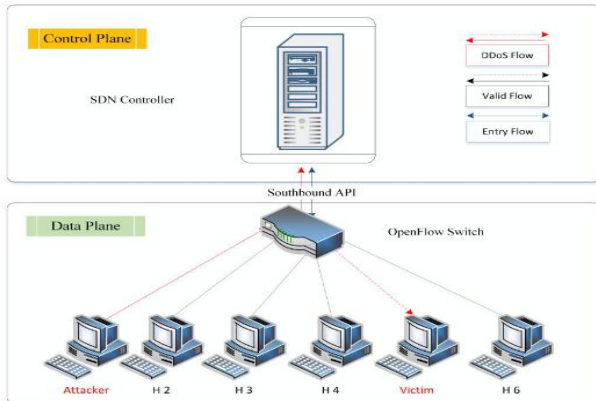 Control Plane
SDN Controller
DDoS Flow
Valid Flow
Entry Flow
Southbound API
Data Plane
OpenFlow Switch
Attacker
H 2
H 3
H 4
Victim
H 6